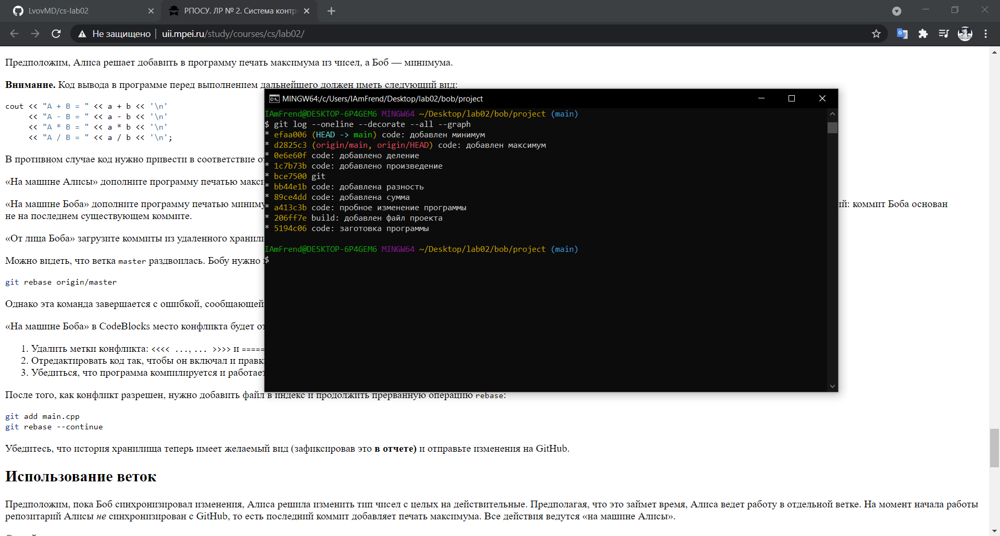 LvovMD/cs-lab02
РПОСУ. ЛР № 2. Система контр
Не защищено | uii.mpei.ru/study/courses/cs/lab02/
Предположим, Алиса решает добавить в программу печать максимума из чисел, а Боб — минимума.
Внимание. Код вывода в программе перед выполнением дальнейшего должен иметь следующий вид:
cout << "A + B = " << a + b << '\n'
<< "A - B = " << a - b << '\n'
<< "A * B = " << a * b << '\n'
<< "A / B = " << a / b << '\n';
В противном случае код нужно привести в соответствие
«На машине Алисы» дополните программу печатью
«На машине Боба» дополните программу печатью
коммит Боба основан
не на последнем существующем коммите.
«От лица Боба» загрузите коммиты из удаленного
Можно видеть, что ветка master раздвоилась. Бобу нужно
git rebase origin/master
Однако эта команда завершается с ошибкой, сообщающей
«На машине Боба» в CodeBlocks место конфликта будет
1. Удалить метки конфликта: <<<< ..., ... >>>> и =====
2. Отредактировать код так, чтобы он включал и
3. Убедиться, что программа компилируется и работает
После того, как конфликт разрешен, нужно добавить файл в индекс и продолжить прерванную операцию rebase:
git add main.cpp
git rebase --continue
Убедитесь, что история хранилища теперь имеет желаемый вид (зафиксировав это в отчете) и отправьте изменения на GitHub.
Использование веток
Предположим, пока Боб синхронизировал изменения, Алиса решила изменить тип чисел с целых на действительные. Предполагая, что это займет время, Алиса ведет работу в отдельной ветке. На момент начала работы
репозитарий Алисы не синхронизирован с GitHub, то есть последний коммит добавляет печать максимума. Все действия ведутся «на машине Алисы».
MINGW64:/c/Users/IAmFrend/Desktop/lab02/bob/project
IAmFrend@DESKTOP-6P4GEM6 MINGW64 ~/Desktop/lab02/bob/project (main)
$ git log --oneline --decorate --all --graph
* efaa006 (HEAD -> main) code: добавлен минимум
* d2825c3 (origin/main, origin/HEAD) code: добавлен максимум
* 0e6e60f code: добавлено деление
* 1c7b73b code: добавлено произведение
* bce7500 git
* bb44e1b code: добавлена разность
* 89ce4dd code: добавлена сумма
* a413c3b code: пробное изменение программы
* 206ff7e build: добавлен файл проекта
* 5194c06 code: заготовка программы
IAmFrend@DESKTOP-6P4GEM6 MINGW64 ~/Desktop/lab02/bob/project (main)
$